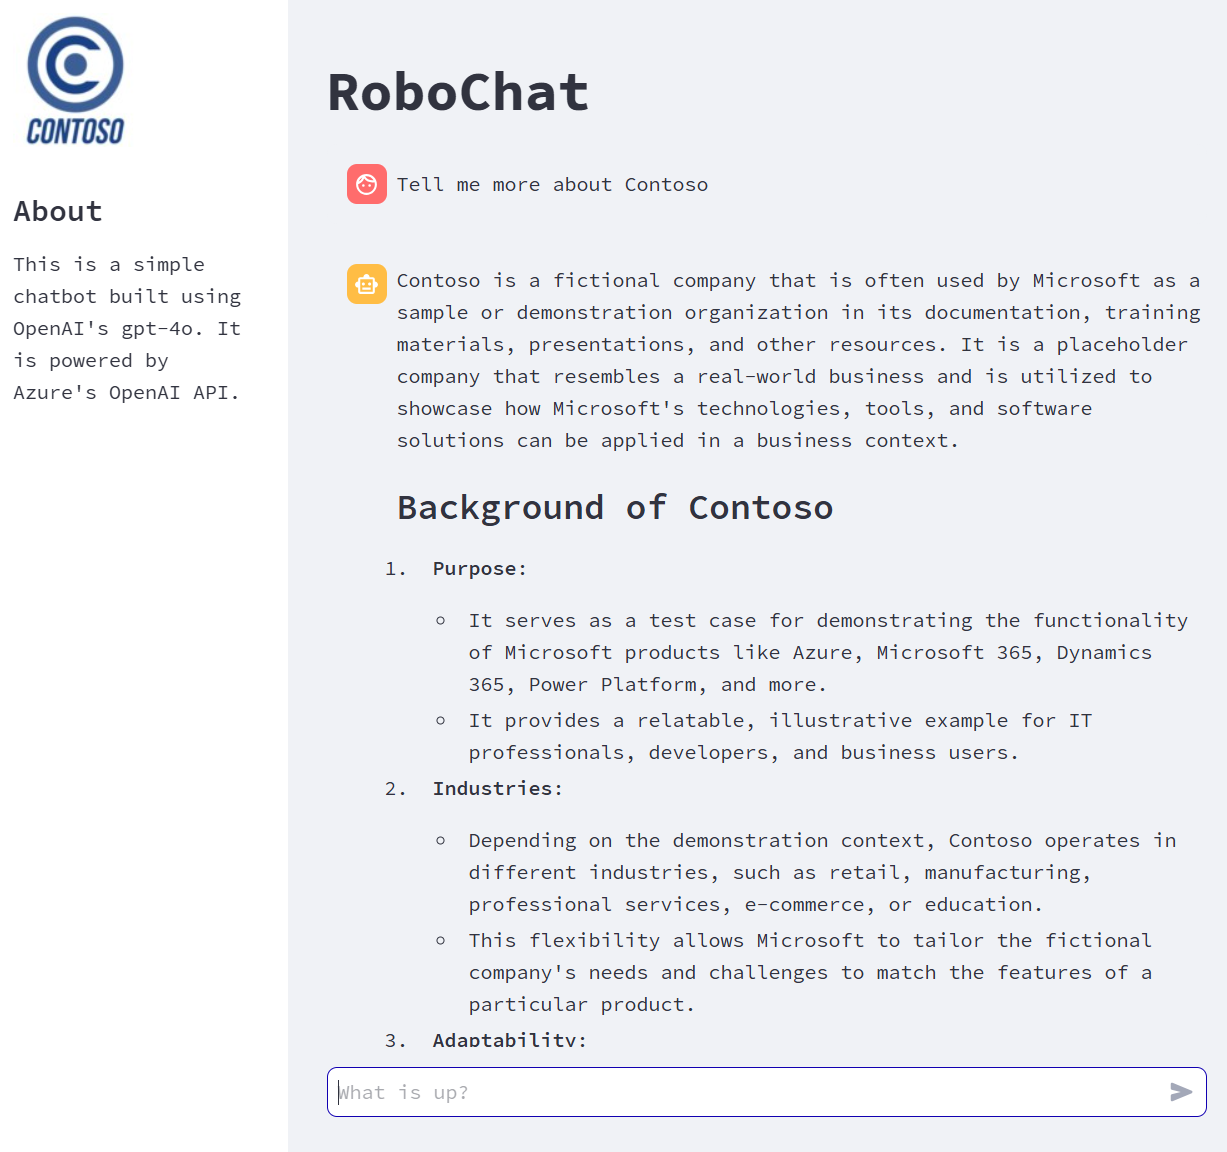 CONTOSO
About
This is a simple
chatbot built using
OpenAI's gpt-4o. It
is powered by
Azure's OpenAI API.
RoboChat
Tell me more about Contoso
Contoso is a fictional company that is often used by Microsoft as a
sample or demonstration organization in its documentation, training
materials, presentations, and other resources. It is a placeholder
company that resembles a real-world business and is utilized to
showcase how Microsoft's technologies, tools, and software
solutions can be applied in a business context.
Background of Contoso
1. Purpose:
◦ It serves as a test case for demonstrating the functionality
of Microsoft products like Azure, Microsoft 365, Dynamics
365, Power Platform, and more.
◦ It provides a relatable, illustrative example for IT
professionals, developers, and business users.
2. Industries:
◦ Depending on the demonstration context, Contoso operates in
different industries, such as retail, manufacturing,
professional services, e-commerce, or education.
◦ This flexibility allows Microsoft to tailor the fictional
company's needs and challenges to match the features of a
particular product.
3. Adaptability:
What is up?